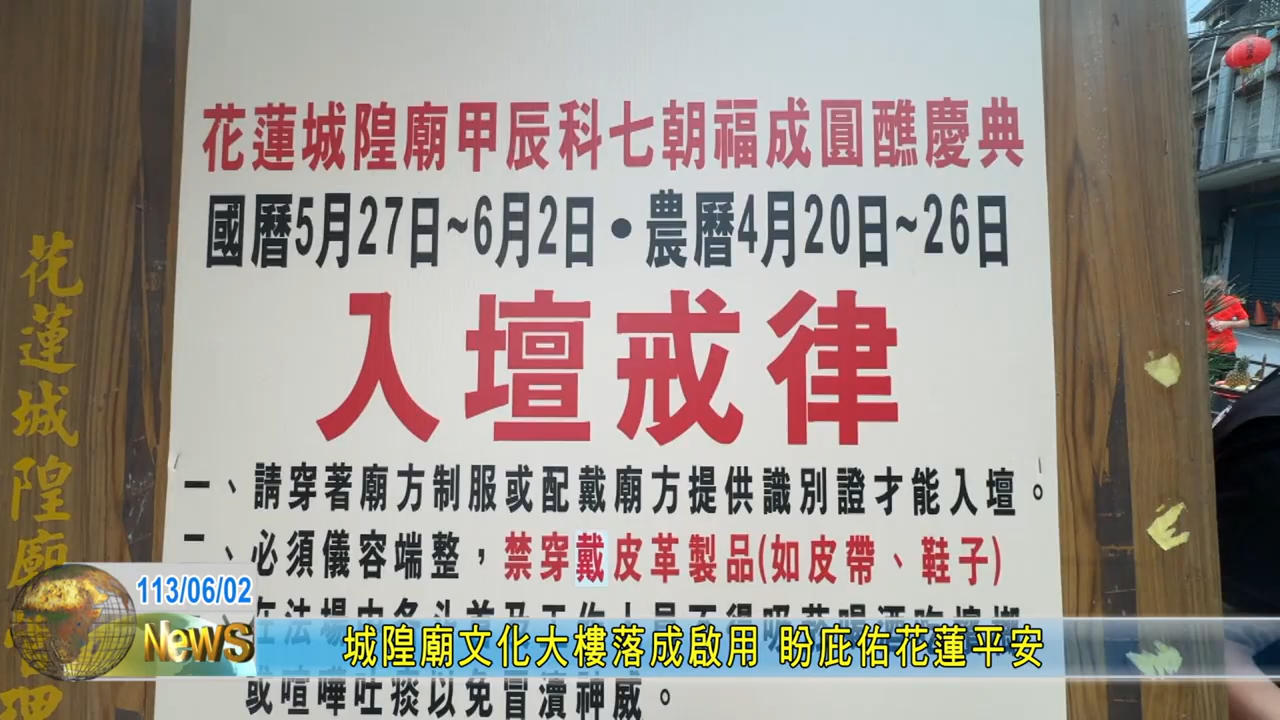 花蓮城隍廟甲辰科七朝福成圓醮慶典
國曆5月27日~6月2日•農曆4月20日~26日
入壇戒律
一、請穿著廟方制服或配戴廟方提供識別證才能入壇。
二、必須儀容端整，禁穿戴皮革製品(如皮帶、鞋子)
或喧嘩吐痰以免冒瀆神威。
花蓮城隍廟
113/06/02
NewS
城隍廟文化大樓落成啟用 盼庇佑花蓮平安